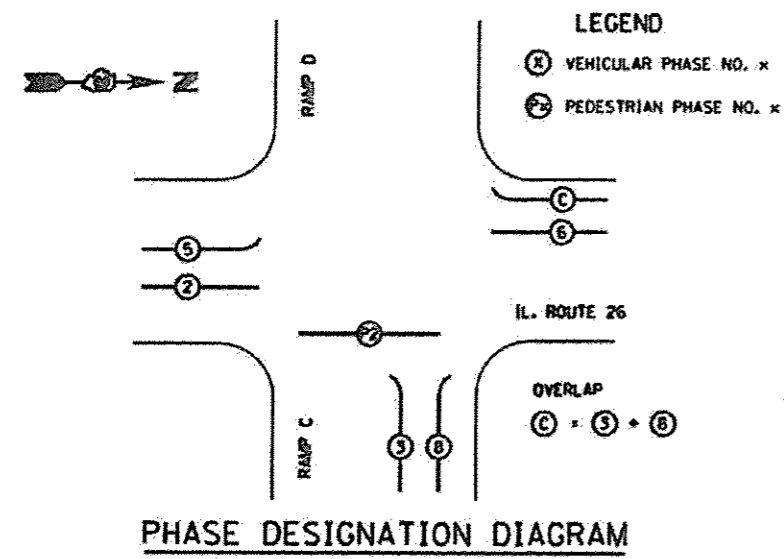 LEGEND
X VEHICULAR PHASE NO. x
Px PEDESTRIAN PHASE NO. x
N
RAMP D
C
6
5
2
IL. ROUTE 26
P2
OVERLAP
C = 3 + 8
RAMP C
3
8
PHASE DESIGNATION DIAGRAM